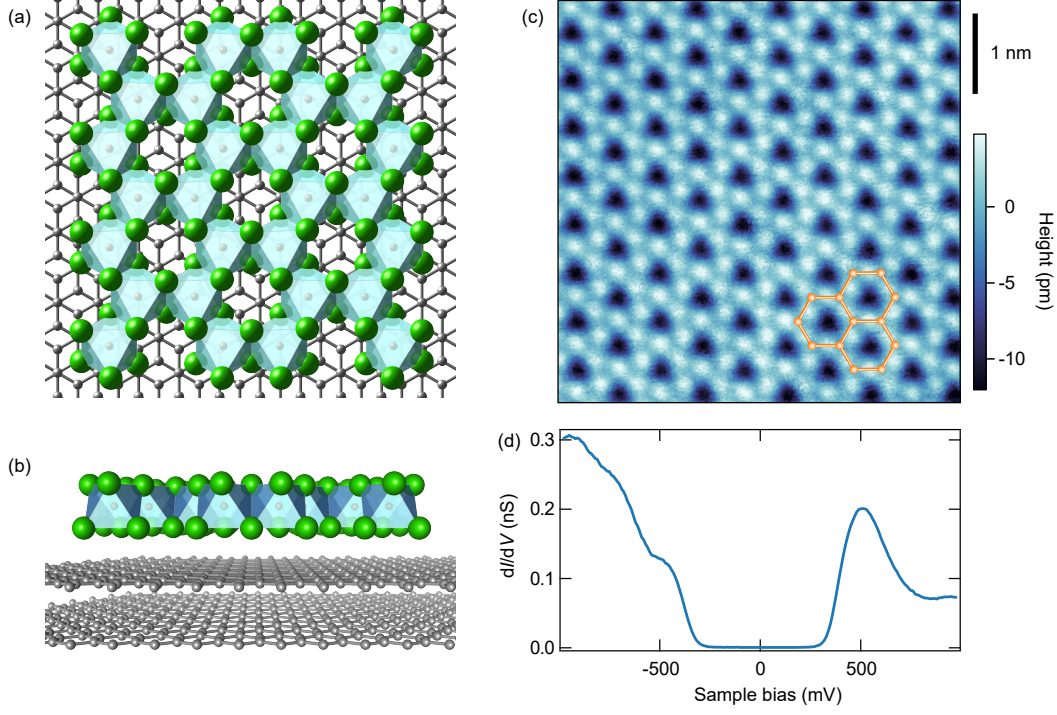 (a)
(c)
1 nm
0
-5
-10
Height (pm)
(b)
(d)
0.3
0.2
0.1
0.0
dI/dV (nS)
-500
0
500
Sample bias (mV)